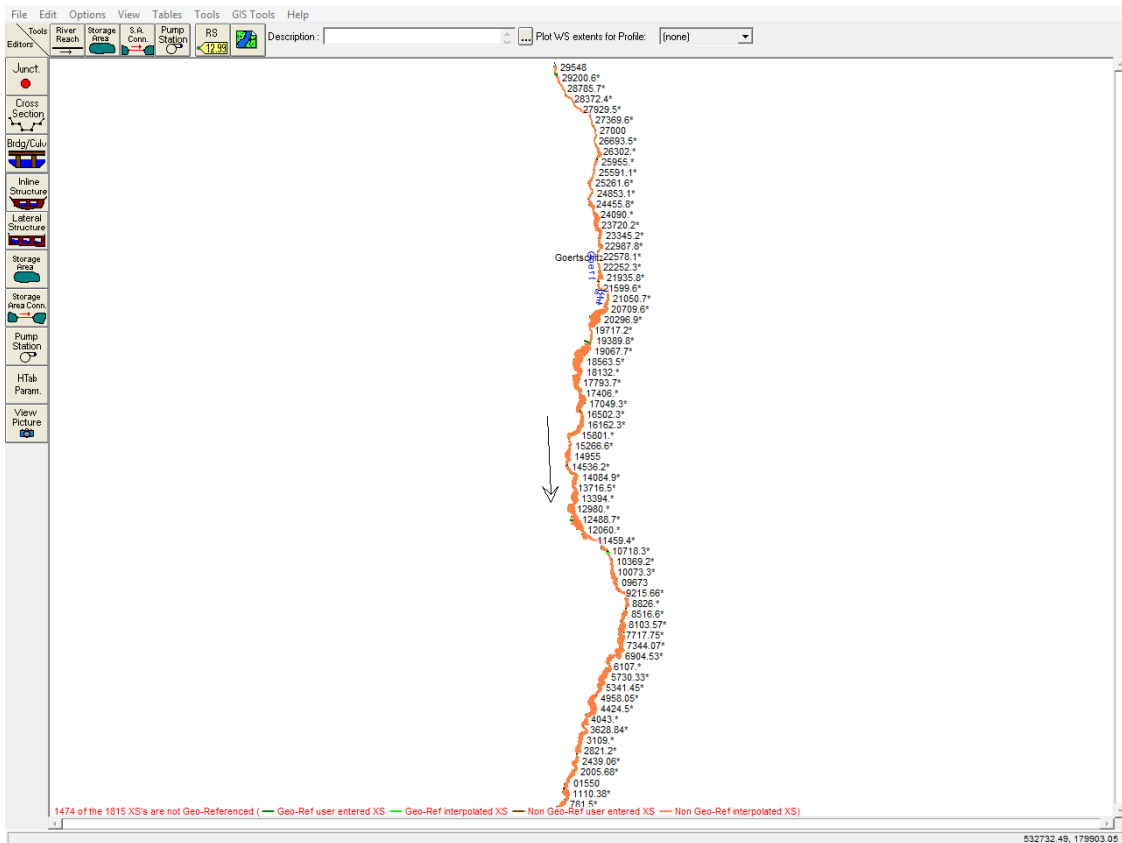 File Edit Options View Tables Tools GIS Tools Help
Tools
Editors
River
Reach
Storage
Area
S.A.
Conn.
Pump
Station
RS
12.99
Description :
...
Plot WS extents for Profile:
(none)
Junct.
Cross
Section
Brdg/Culv
Inline
Structure
Lateral
Structure
Storage
Area
Storage
Area Conn.
Pump
Station
HTab
Param.
View
Picture
29548
29200.6*
28785.7*
28372.4*
27929.5*
27369.6*
27000
26693.5*
26302.*
25955.*
25591.1*
25261.6*
24853.1*
24455.8*
24090.*
23720.2*
23345.2*
22987.8*
Goertschitz
22578.1*
22252.3*
21935.8*
21599.6*
21050.7*
20709.6*
20296.9*
19717.2*
19389.8*
19067.7*
18563.5*
18132.*
17793.7*
17406.*
17049.3*
16502.3*
16162.3*
15801.*
15266.6*
14955
14536.2*
14084.9*
13716.5*
13394.*
12980.*
12488.7*
12060.*
11459.4*
10718.3*
10369.2*
10073.3*
09673
9215.66*
8826.*
8516.6*
8103.57*
7717.75*
7344.07*
6904.53*
6107.*
5730.33*
5341.45*
4958.05*
4424.5*
4043.*
3628.84*
3109.*
2821.2*
2439.06*
2005.68*
01550
1110.38*
781.5*
1474 of the 1815 XS's are not Geo-Referenced ( — Geo-Ref user entered XS — Geo-Ref interpolated XS — Non Geo-Ref user entered XS — Non Geo-Ref interpolated XS)
532732.49, 179903.05